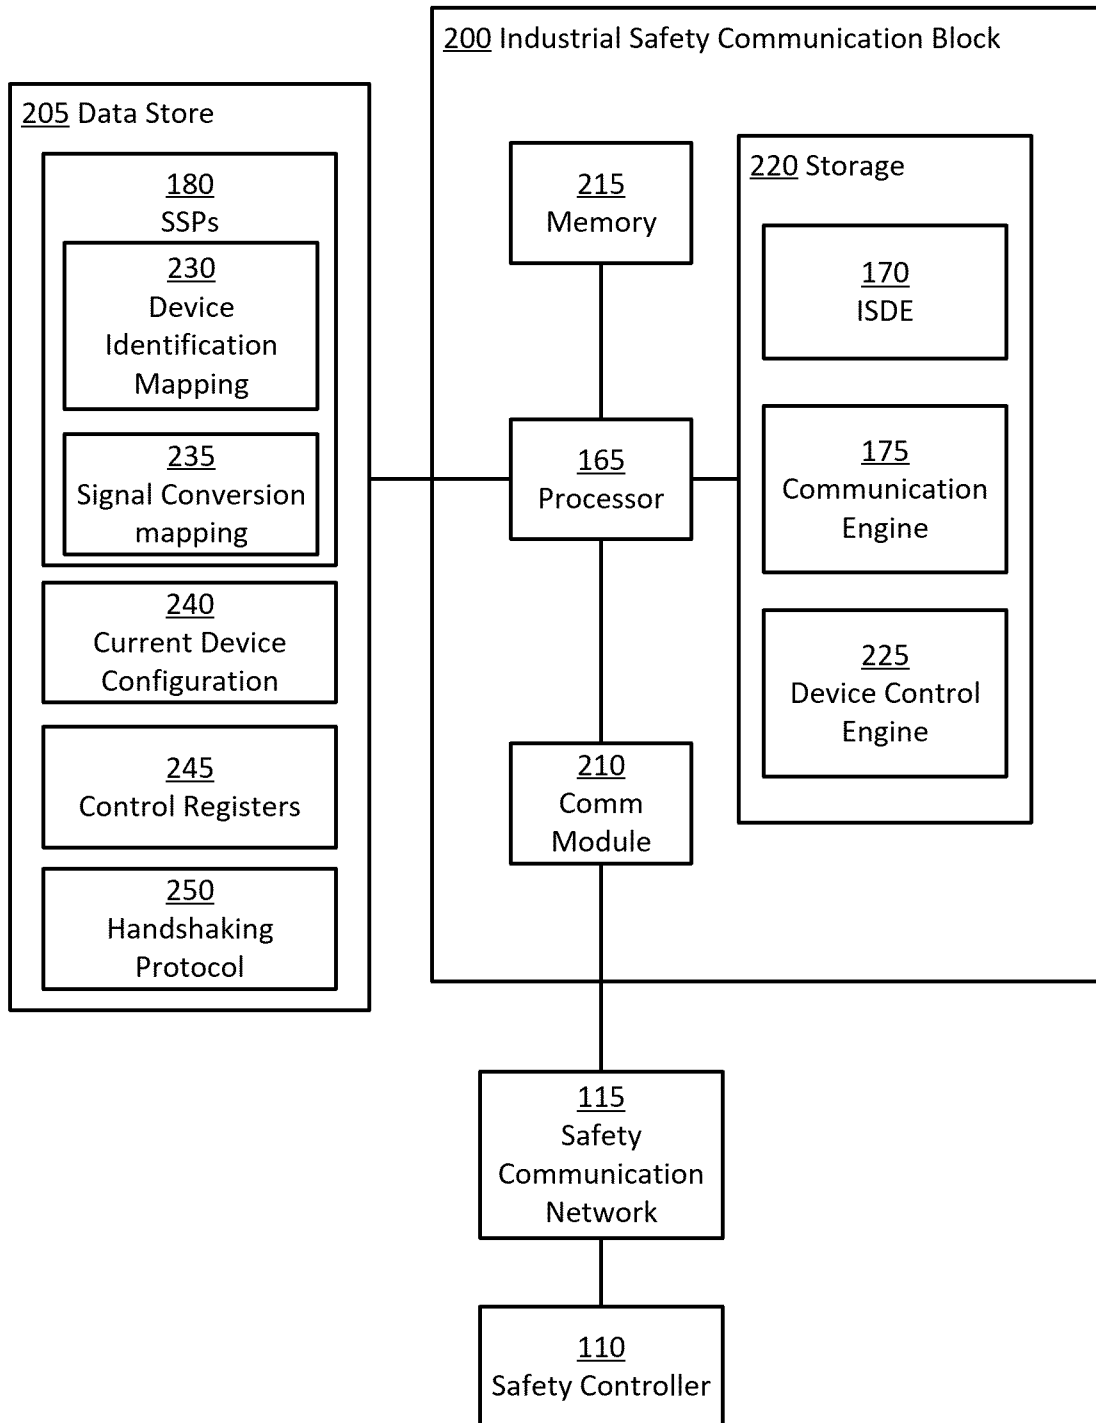 200 Industrial Safety Communication Block
205 Data Store
180
SSPs
230
Device
Identification
Mapping
235
Signal Conversion
mapping
240
Current Device
Configuration
245
Control Registers
250
Handshaking
Protocol
215
Memory
165
Processor
210
Comm
Module
220 Storage
170
ISDE
175
Communication
Engine
225
Device Control
Engine
115
Safety
Communication
Network
110
Safety Controller